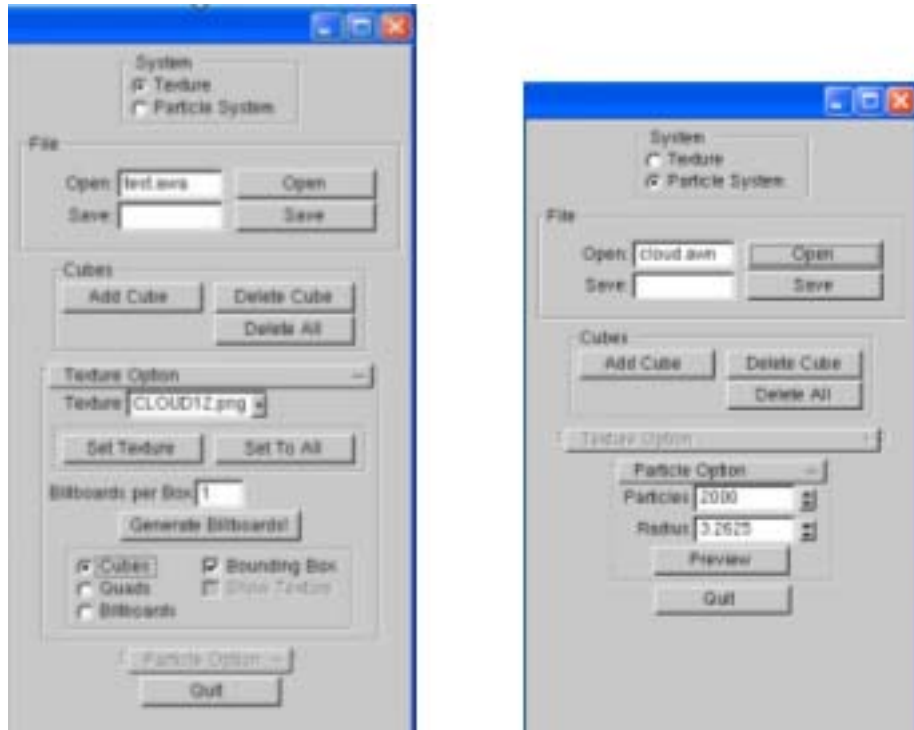 System
Texture
Particle System
File
Open: Open
Save: Save
Cubes
Add Cube Delete Cube
Delete All
Texture Option
Texture CLOUD1Z.png
Set Texture Set To All
Billboards per Box 1
Generate Billboards!
Cubes Bounding Box
Quads Show Texture
Billboards
Particle Option
Quit
System
Texture
Particle System
File
Open: cloud.awn Open
Save: Save
Cubes
Add Cube Delete Cube
Delete All
Texture Option
Particle Option
Particles 2000
Radius 3.2625
Preview
Quit